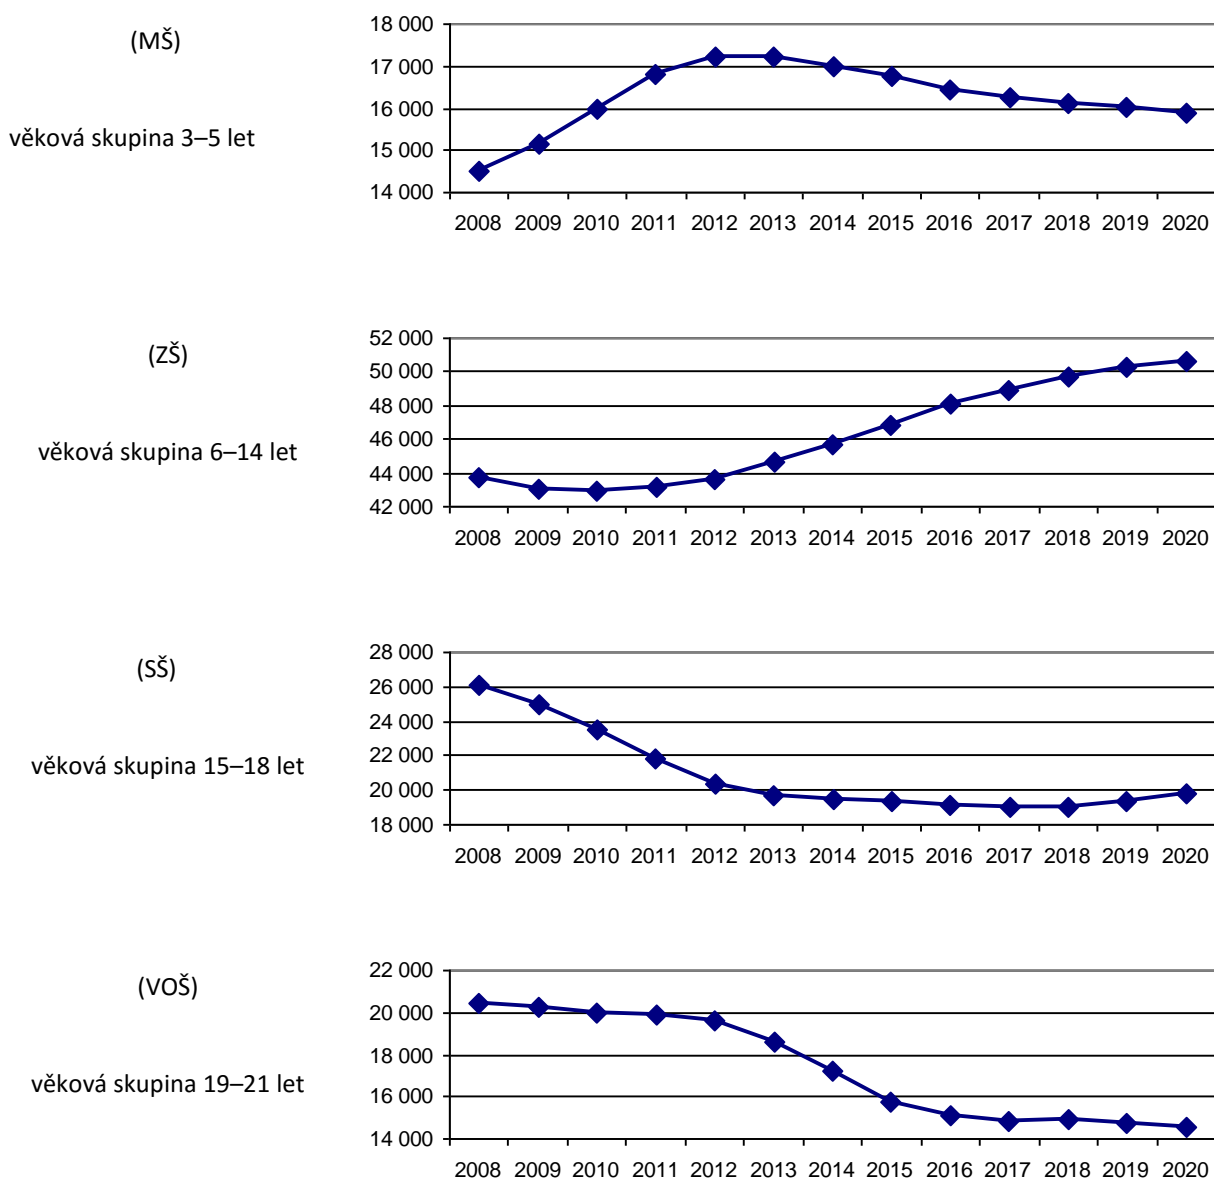 (MŠ)
věková skupina 3–5 let
18 000
17 000
16 000
15 000
14 000
2008 2009 2010 2011 2012 2013 2014 2015 2016 2017 2018 2019 2020
(ZŠ)
věková skupina 6–14 let
52 000
50 000
48 000
46 000
44 000
42 000
2008 2009 2010 2011 2012 2013 2014 2015 2016 2017 2018 2019 2020
(SŠ)
věková skupina 15–18 let
28 000
26 000
24 000
22 000
20 000
18 000
2008 2009 2010 2011 2012 2013 2014 2015 2016 2017 2018 2019 2020
(VOŠ)
věková skupina 19–21 let
22 000
20 000
18 000
16 000
14 000
2008 2009 2010 2011 2012 2013 2014 2015 2016 2017 2018 2019 2020